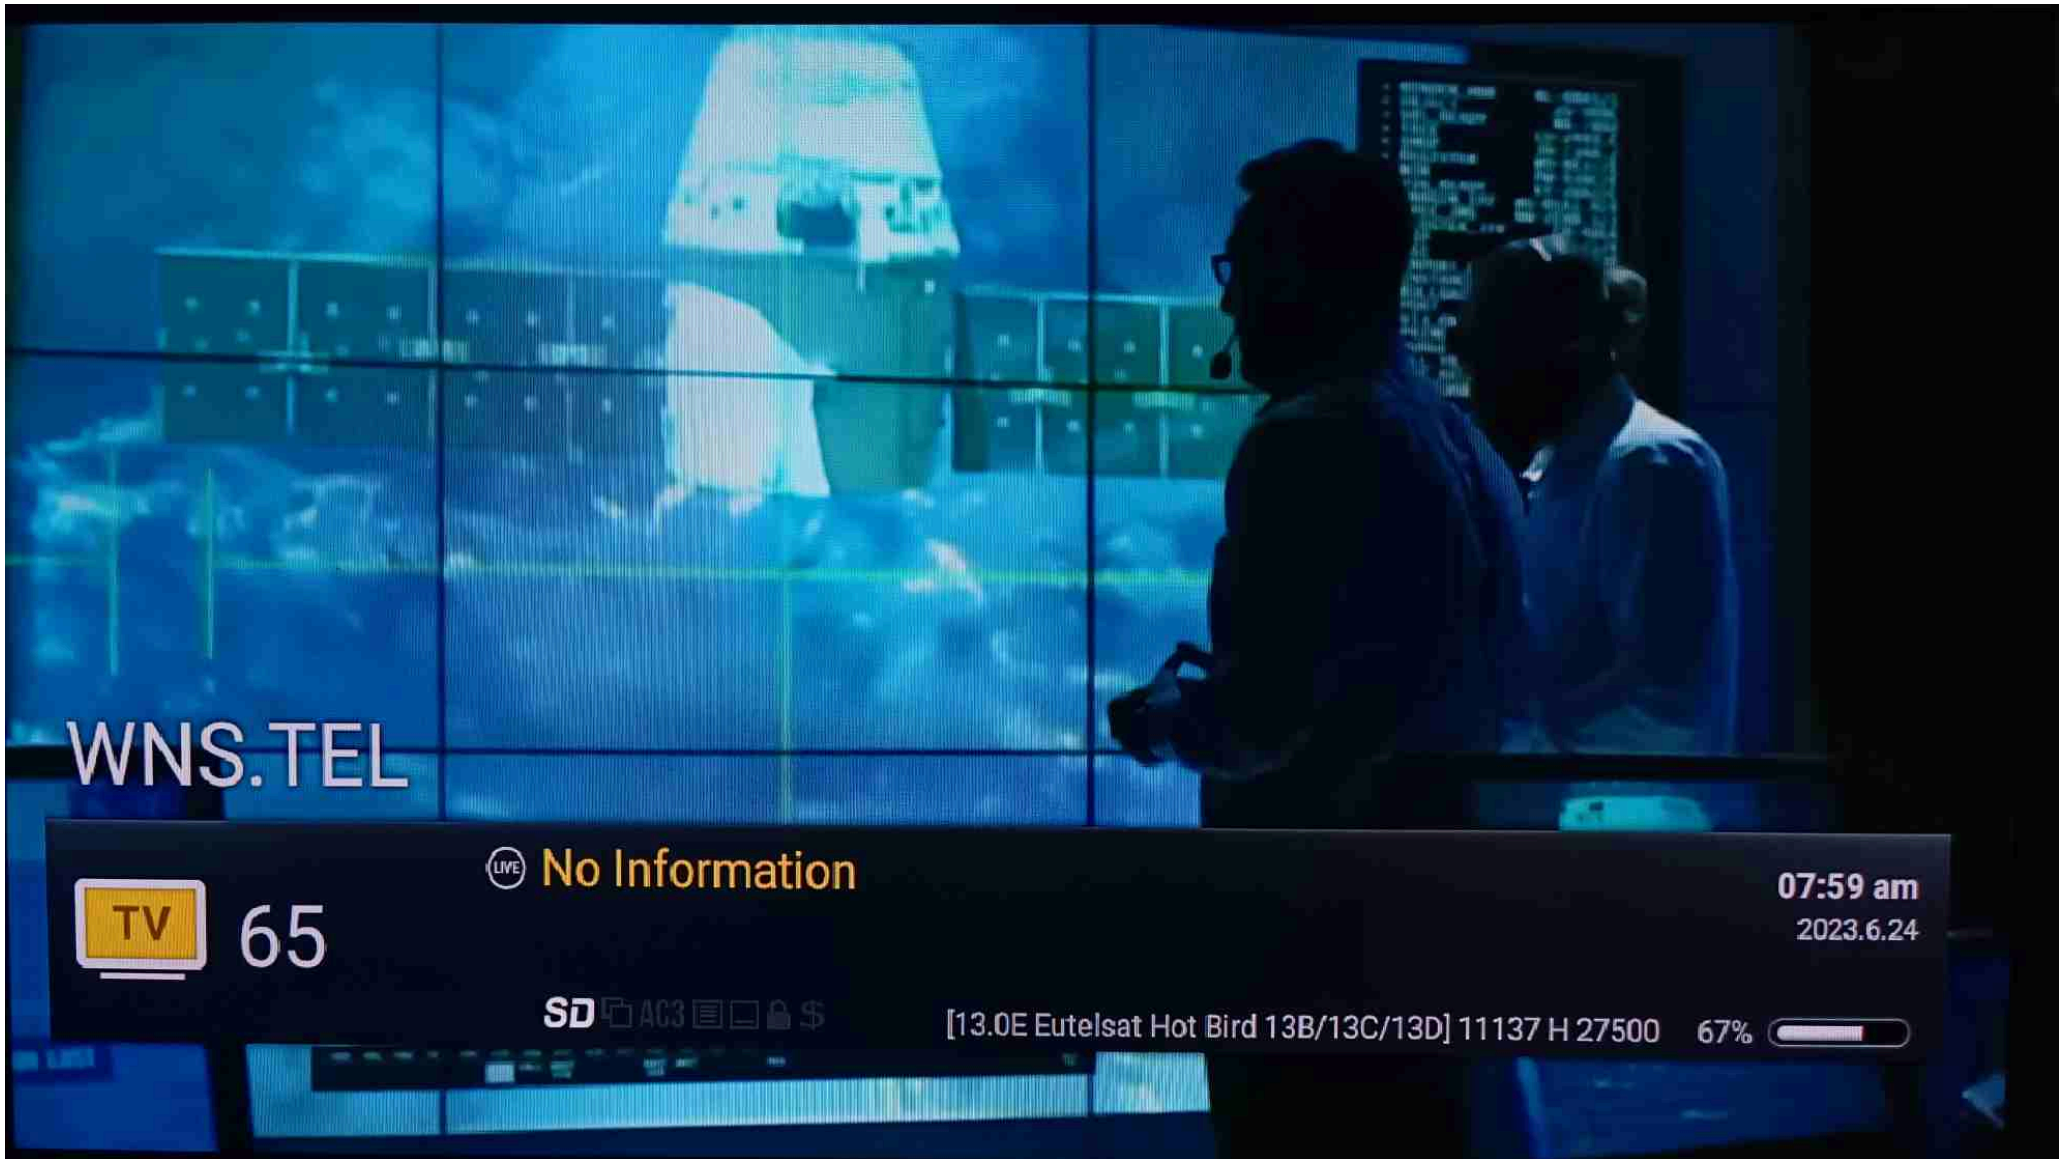 WNS.TEL
LIVE No Information
TV 65
07:59 am
2023.6.24
SD AC3 $
[13.0E Eutelsat Hot Bird 13B/13C/13D] 11137 H 27500 67%